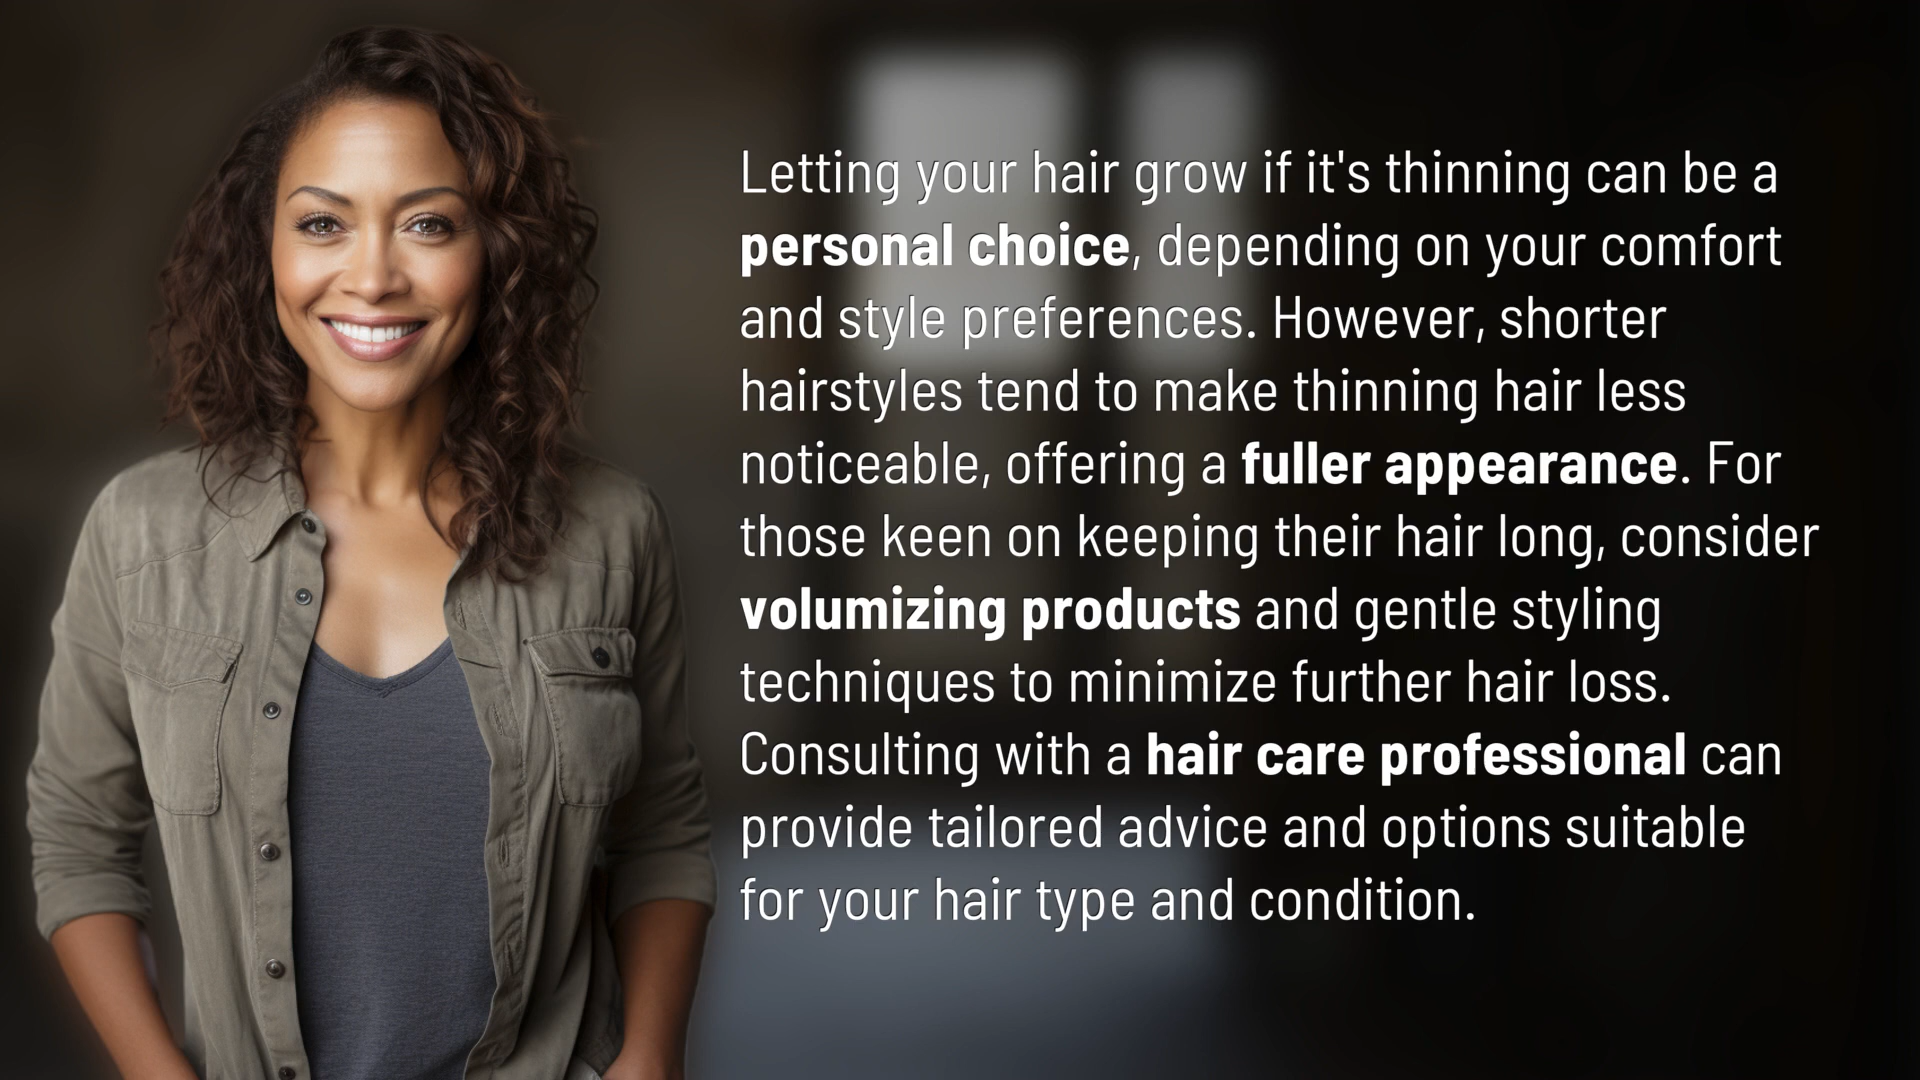 Letting your hair grow if it's thinning can be a
personal choice, depending on your comfort
and style preferences. However, shorter
hairstyles tend to make thinning hair less
noticeable, offering a fuller appearance. For
those keen on keeping their hair long, consider
volumizing products and gentle styling
techniques to minimize further hair loss.
Consulting with a hair care professional can
provide tailored advice and options suitable
for your hair type and condition.